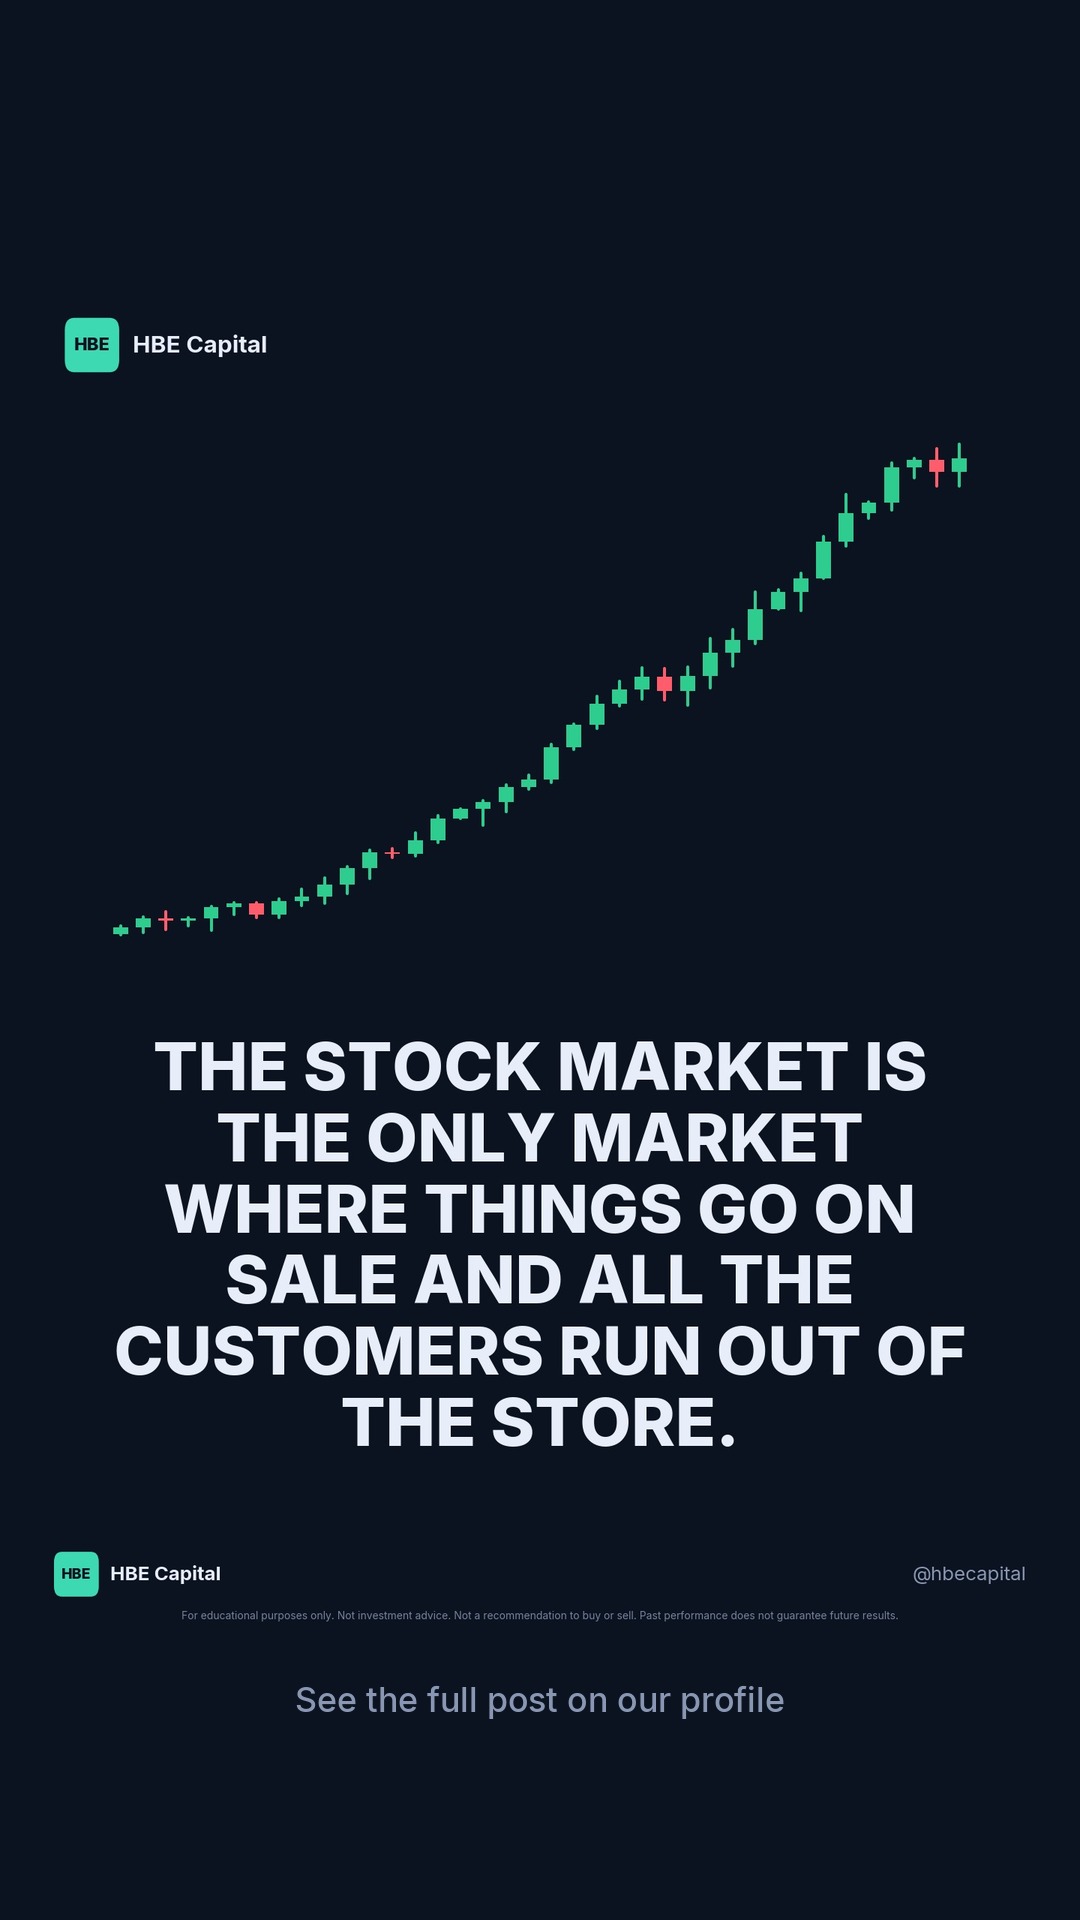 HBE HBE Capital
THE STOCK MARKET IS
THE ONLY MARKET
WHERE THINGS GO ON
SALE AND ALL THE
CUSTOMERS RUN OUT OF
THE STORE.
HBE HBE Capital @hbecapital
For educational purposes only. Not investment advice. Not a recommendation to buy or sell. Past performance does not guarantee future results.
See the full post on our profile